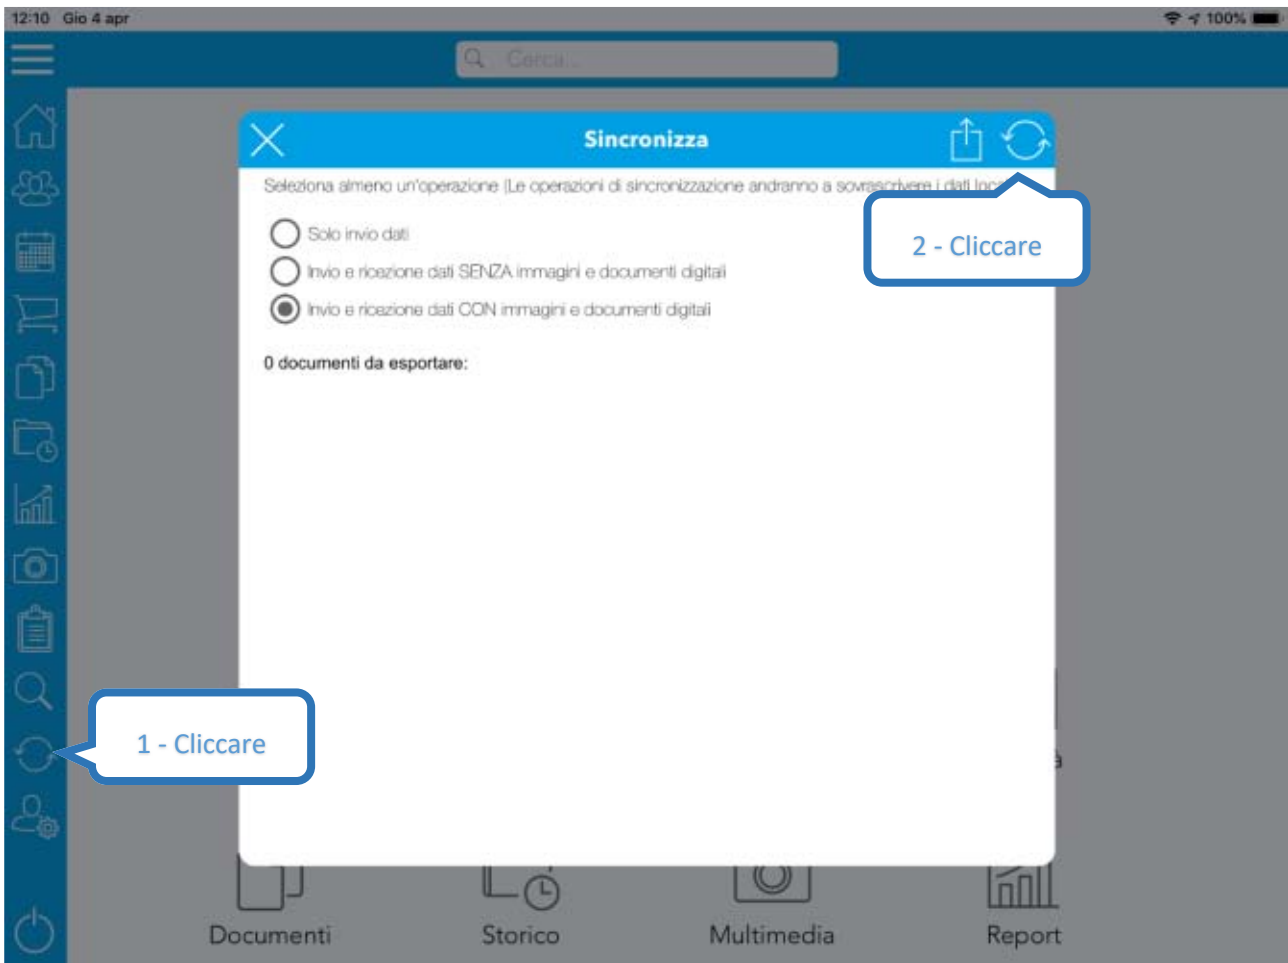 12:10 Gio 4 apr
100%
Cerca...
Sincronizza
Seleziona almeno un'operazione (Le operazioni di sincronizzazione andranno a sovrascrivere i dati
Solo invio dati
2 - Cliccare
Invio e ricezione dati SENZA immagini e documenti digitali
Invio e ricezione dati CON immagini e documenti digitali
0 documenti da esportare:
1 - Cliccare
Documenti
Storico
Multimedia
Report